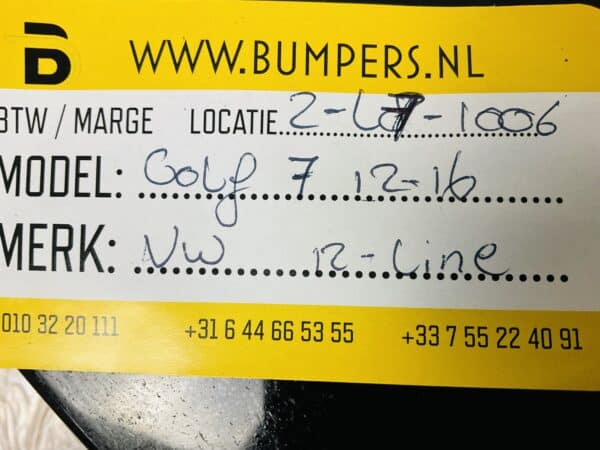 B WWW.BUMPERS.NL
BTW / MARGE LOCATIE 2-L7-1006
MODEL: Golf 7 12-16
MERK: VW R-Line
010 32 20 111 +31 6 44 66 53 55 +33 7 55 22 40 91